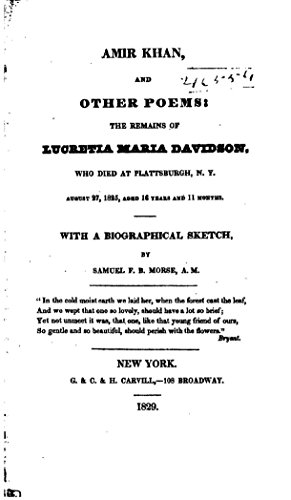 AMIR KHAN,
AND
OTHER POEMS:
THE REMAINS OF
LUCRETIA MARIA DAVIDSON,
WHO DIED AT PLATTSBURGH, N. Y.
AUGUST 27, 1825, AGED 16 YEARS AND 11 MONTHS.
WITH A BIOGRAPHICAL SKETCH,
BY
SAMUEL F. B. MORSE, A. M.
"In the cold moist earth we laid her, when the forest cast the leaf,
And we wept that one so lovely, should have a lot so brief;
Yet not unmeet it was, that one, like that young friend of ours,
So gentle and so beautiful, should perish with the flowers."
Bryant.
NEW YORK.
G. & C. & H. CARVILL,—108 BROADWAY.
1829.